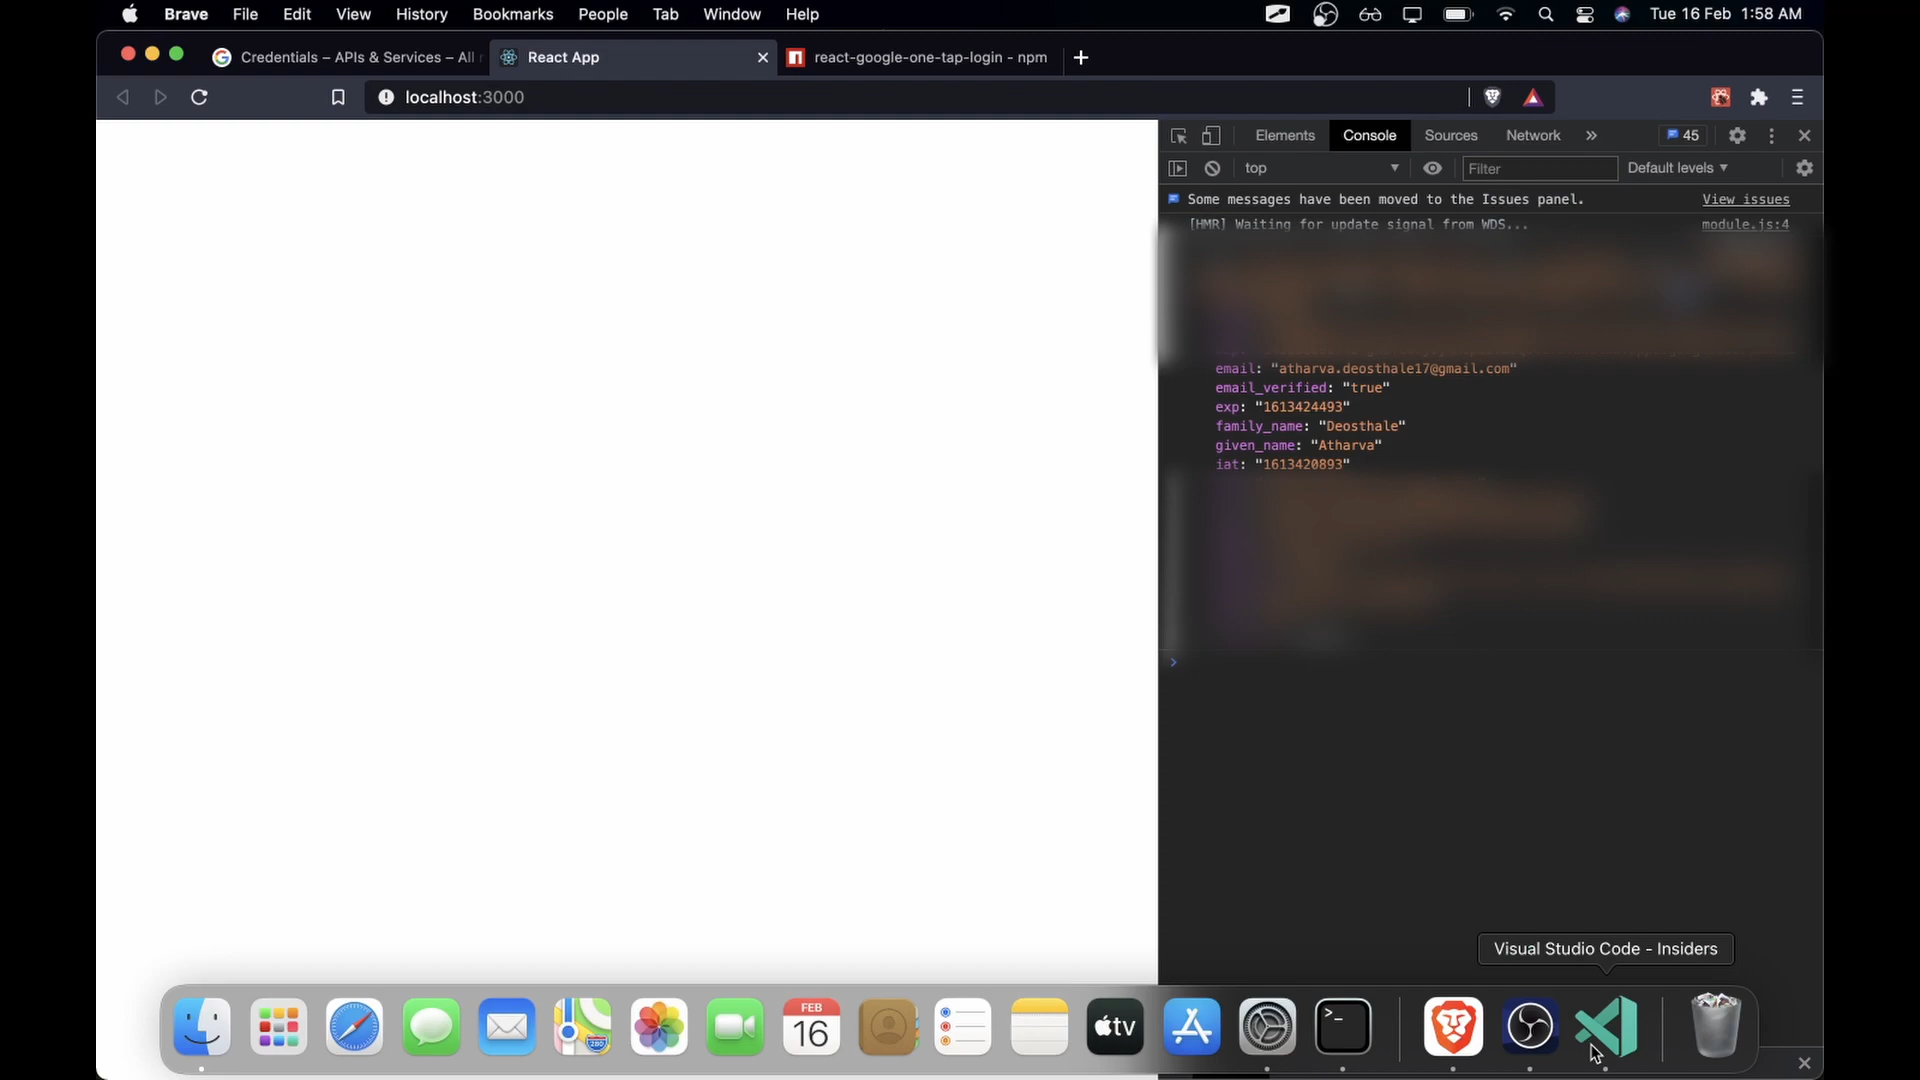 Brave File Edit View History Bookmarks People Tab Window Help Tue 16 Feb 1:58 AM
Credentials – APIs & Services – All React App react-google-one-tap-login - npm
localhost:3000
Elements Console Sources Network 45
top Filter Default levels
Some messages have been moved to the Issues panel. View issues
[HMR] Waiting for update signal from WDS... module.js:4
email: "atharva.deosthale17@gmail.com"
email_verified: "true"
exp: "1613424493"
family_name: "Deosthale"
given_name: "Atharva"
iat: "1613420893"
Visual Studio Code - Insiders
FEB
16
tv
280